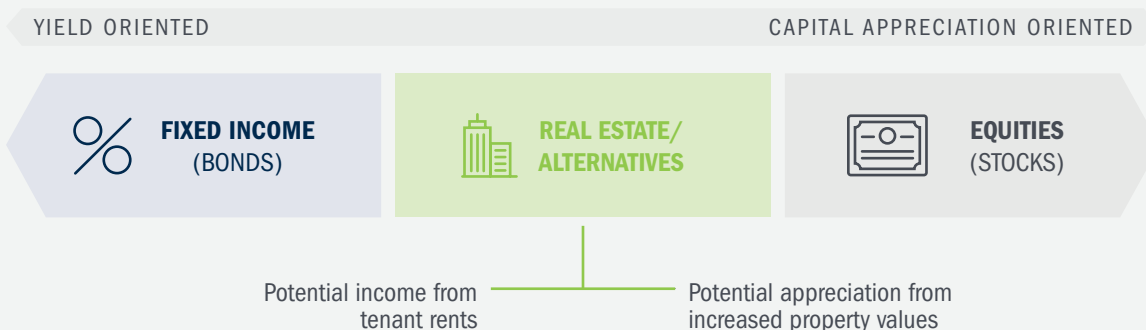 YIELD ORIENTED
CAPITAL APPRECIATION ORIENTED
FIXED INCOME
(BONDS)
REAL ESTATE/
ALTERNATIVES
EQUITIES
(STOCKS)
Potential income from
tenant rents
Potential appreciation from
increased property values